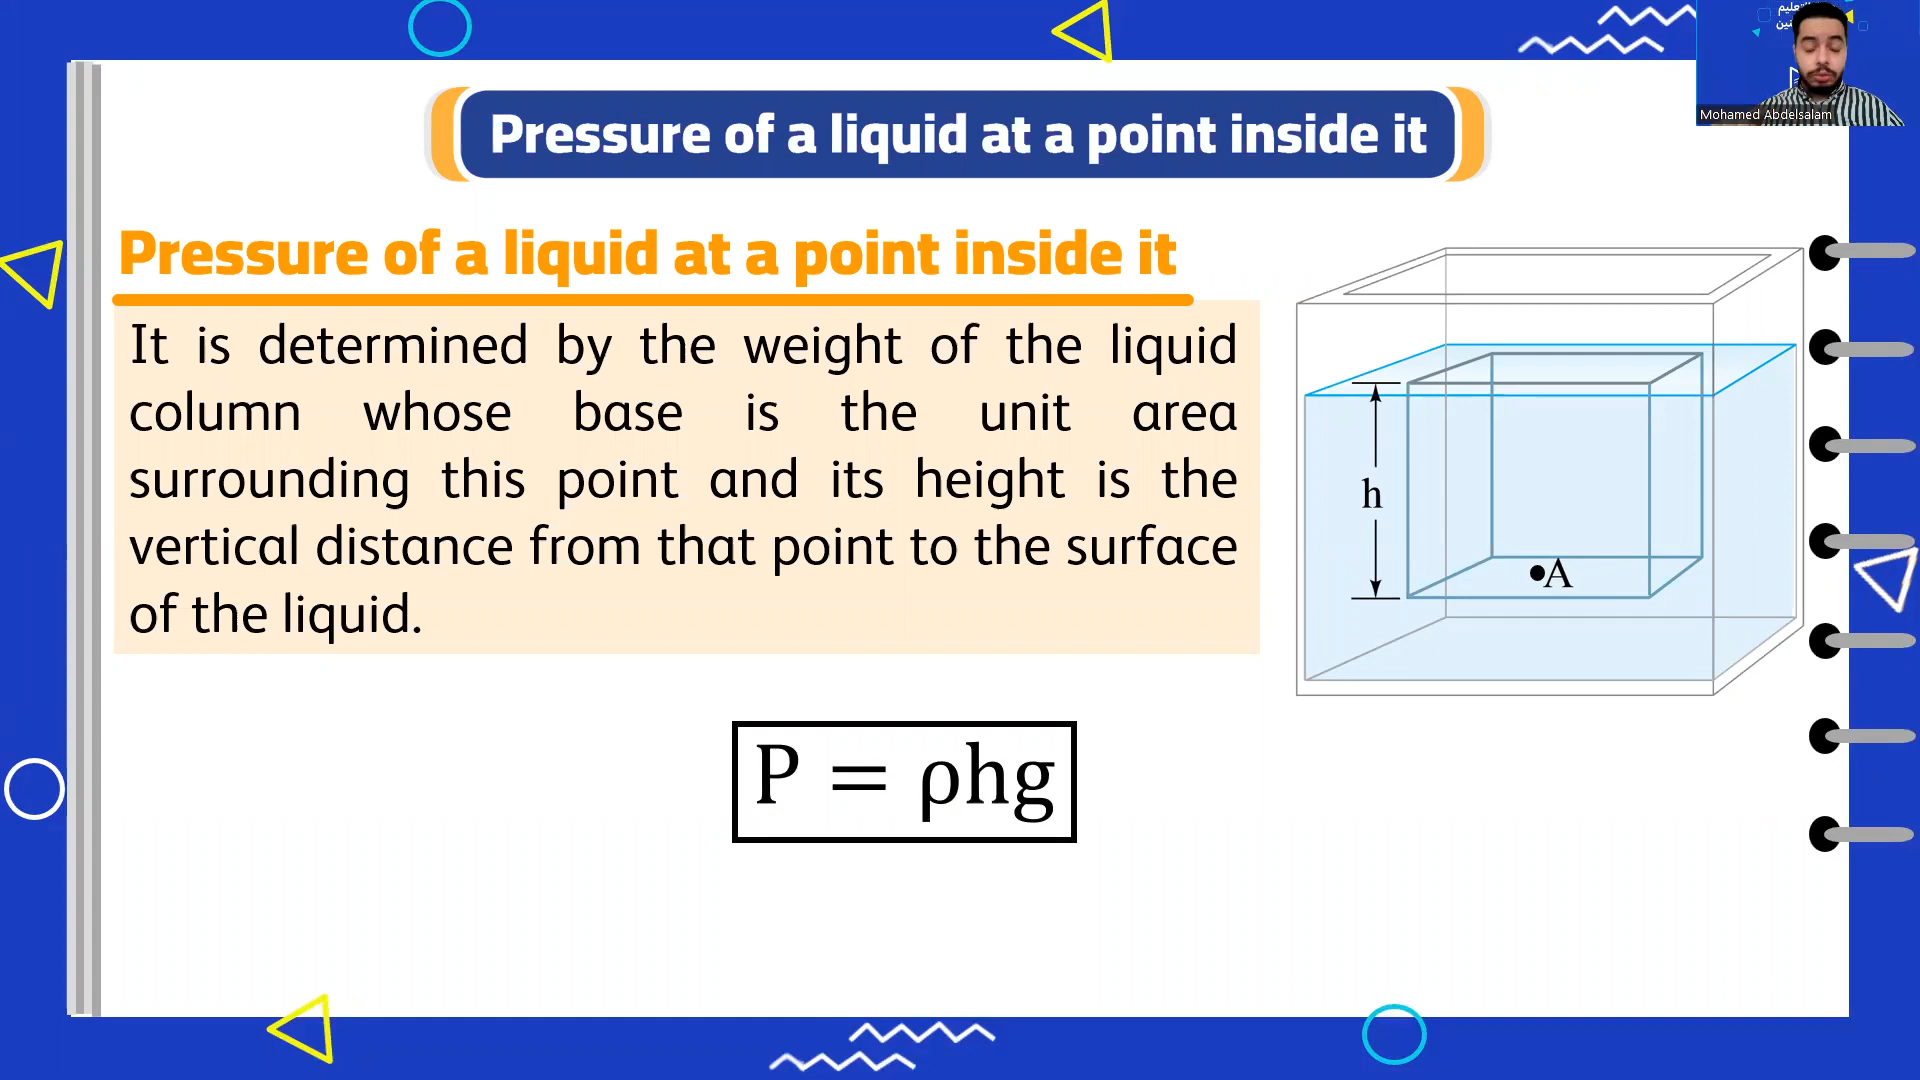 التعليم
Mohamed Abdelsalam
Pressure of a liquid at a point inside it
Pressure of a liquid at a point inside it
It is determined by the weight of the liquid
column whose base is the unit area
surrounding this point and its height is the
vertical distance from that point to the surface
of the liquid.
h
A
P = ρhg